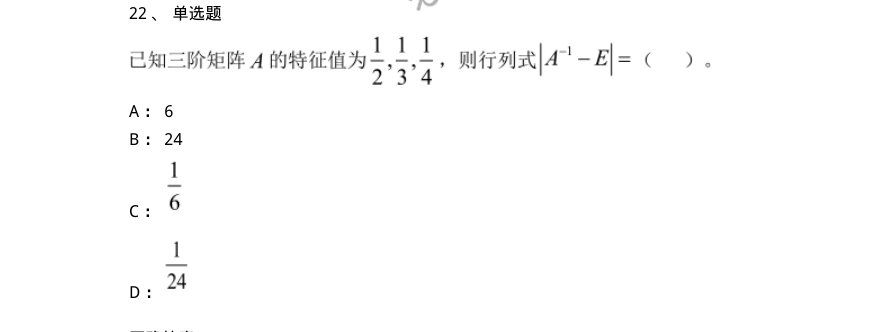 22 、 单选题
已知三阶矩阵 A 的特征值为 1/2, 1/3, 1/4 ，则行列式|A⁻¹ − E| = （ ）。
A： 6
B： 24
C： 1/6
D： 1/24